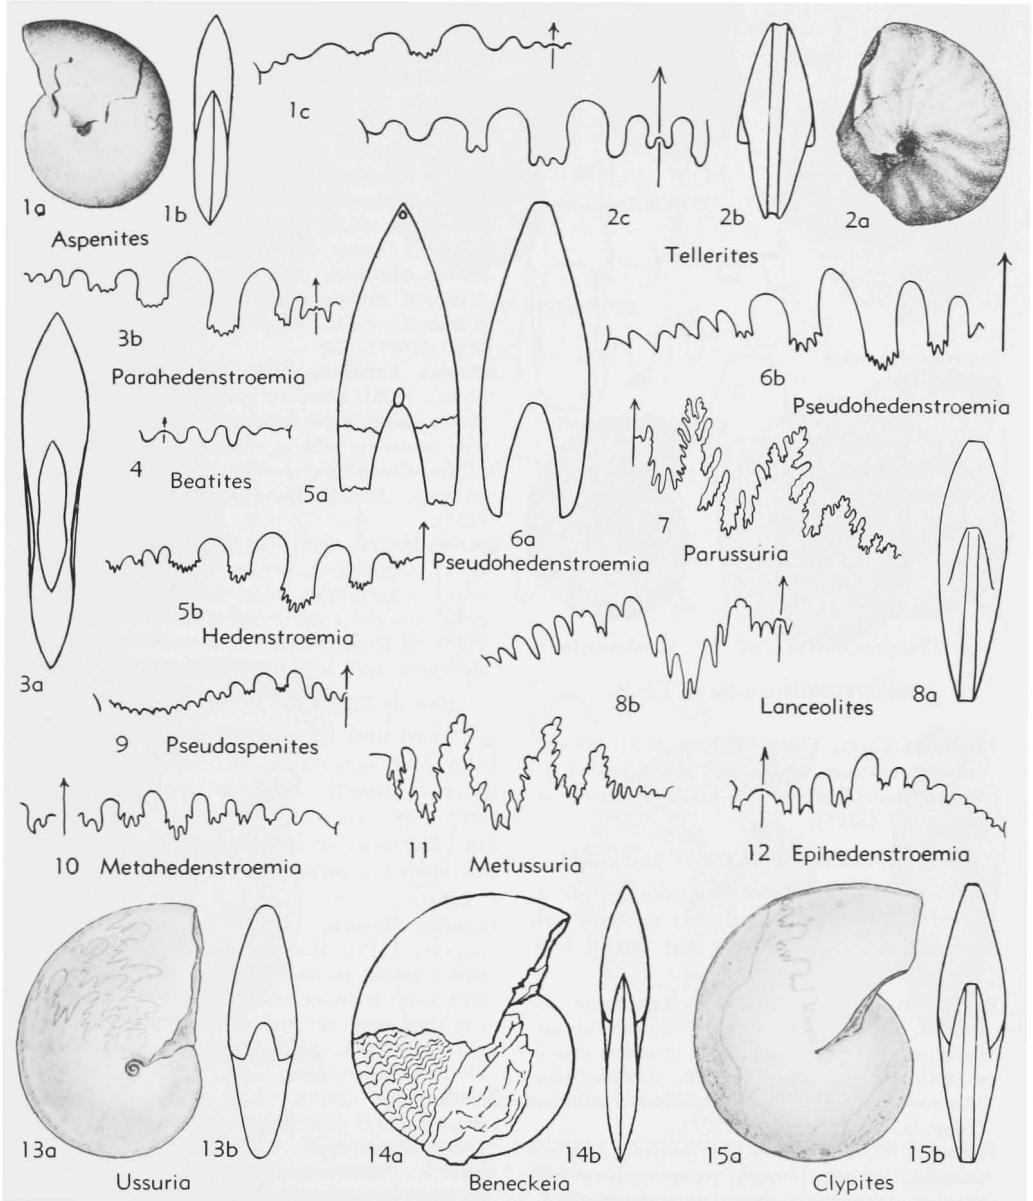 1a
1b
1c
Aspenites
2c
2b
2a
Tellerites
3b
Parahedenstroemia
6b
Pseudohedenstroemia
4
Beatites
5a
6a
Pseudohedenstroemia
7
Parussuria
3a
5b
Hedenstroemia
8b
Lanceolites
8a
9 Pseudaspenites
10 Metahedenstroemia
11 Metussuria
12 Epihedenstroemia
13a
13b
Ussuria
14a
14b
Beneckeia
15a
15b
Clypites